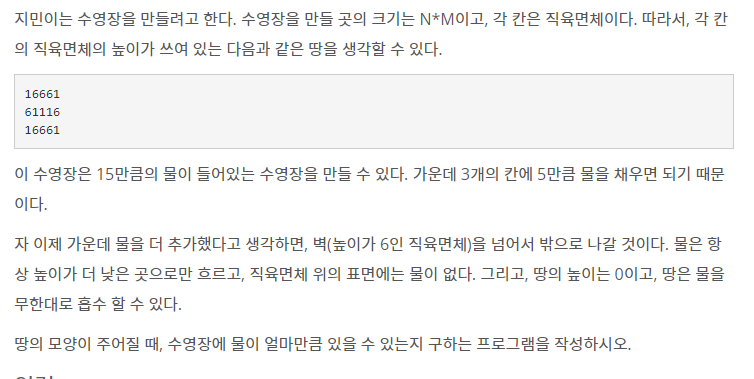 지민이는 수영장을 만들려고 한다. 수영장을 만들 곳의 크기는 N*M이고, 각 칸은 직육면체이다. 따라서, 각 칸
의 직육면체의 높이가 쓰여 있는 다음과 같은 땅을 생각할 수 있다.
16661
61116
16661
이 수영장은 15만큼의 물이 들어있는 수영장을 만들 수 있다. 가운데 3개의 칸에 5만큼 물을 채우면 되기 때문
이다.
자 이제 가운데 물을 더 추가했다고 생각하면, 벽(높이가 6인 직육면체)을 넘어서 밖으로 나갈 것이다. 물은 항
상 높이가 더 낮은 곳으로만 흐르고, 직육면체 위의 표면에는 물이 없다. 그리고, 땅의 높이는 0이고, 땅은 물을
무한대로 흡수 할 수 있다.
땅의 모양이 주어질 때, 수영장에 물이 얼마만큼 있을 수 있는지 구하는 프로그램을 작성하시오.